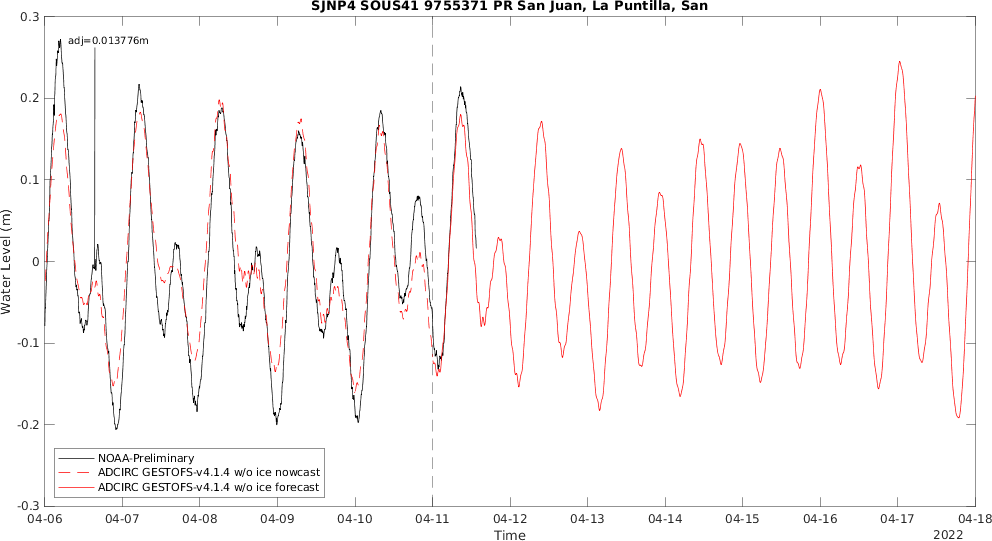 SJNP4 SOUS41 9755371 PR San Juan, La Puntilla, San
adj=0.013776m
0.3
0.2
0.1
0
-0.1
-0.2
-0.3
Water Level (m)
NOAA-Preliminary
ADCIRC GESTOFS-v4.1.4 w/o ice nowcast
ADCIRC GESTOFS-v4.1.4 w/o ice forecast
04-06 04-07 04-08 04-09 04-10 04-11 04-12 04-13 04-14 04-15 04-16 04-17 04-18
Time
2022